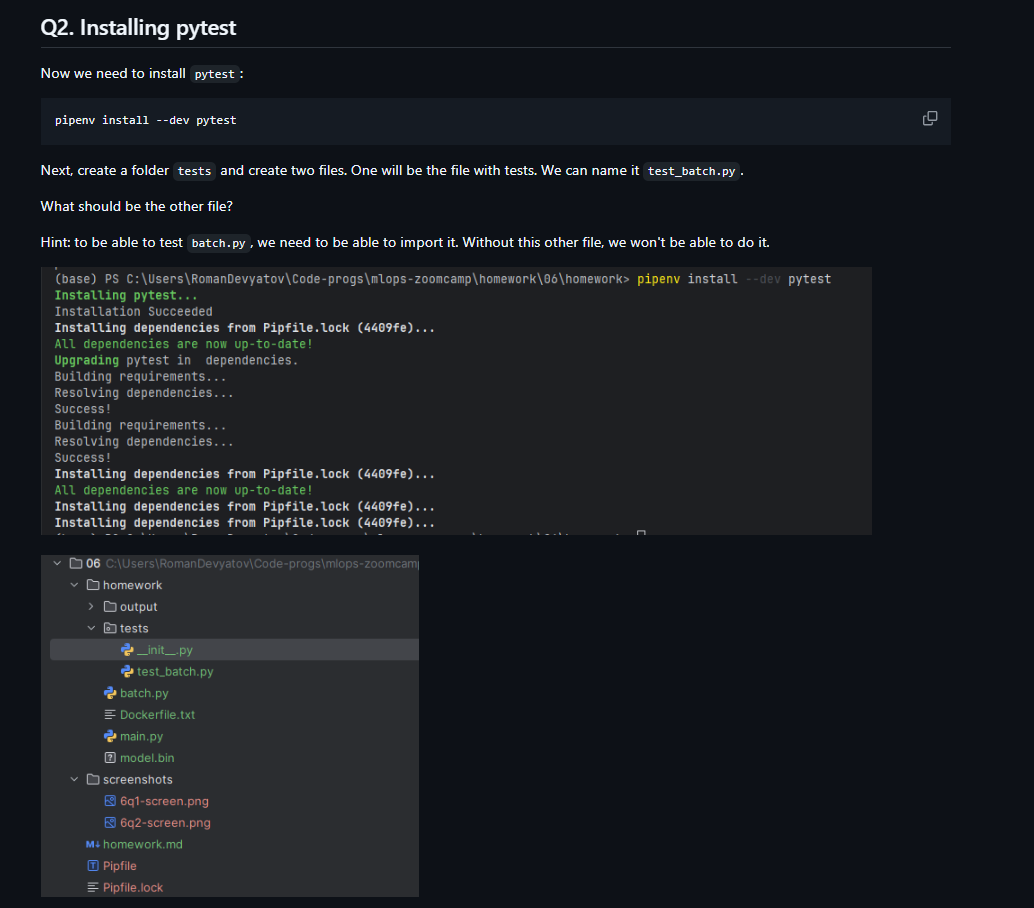 Q2. Installing pytest
Now we need to install pytest:
pipenv install --dev pytest
Next, create a folder tests and create two files. One will be the file with tests. We can name it test_batch.py.
What should be the other file?
Hint: to be able to test batch.py, we need to be able to import it. Without this other file, we won't be able to do it.
(base) PS C:\Users\RomanDevyatov\Code-progs\mlops-zoomcamp\homework\06\homework> pipenv install --dev pytest
Installing pytest...
Installation Succeeded
Installing dependencies from Pipfile.lock (4409fe)...
All dependencies are now up-to-date!
Upgrading pytest in  dependencies.
Building requirements...
Resolving dependencies...
Success!
Building requirements...
Resolving dependencies...
Success!
Installing dependencies from Pipfile.lock (4409fe)...
All dependencies are now up-to-date!
Installing dependencies from Pipfile.lock (4409fe)...
Installing dependencies from Pipfile.lock (4409fe)...
06 C:\Users\RomanDevyatov\Code-progs\mlops-zoomcamp
homework
output
tests
__init__.py
test_batch.py
batch.py
Dockerfile.txt
main.py
model.bin
screenshots
6q1-screen.png
6q2-screen.png
homework.md
Pipfile
Pipfile.lock